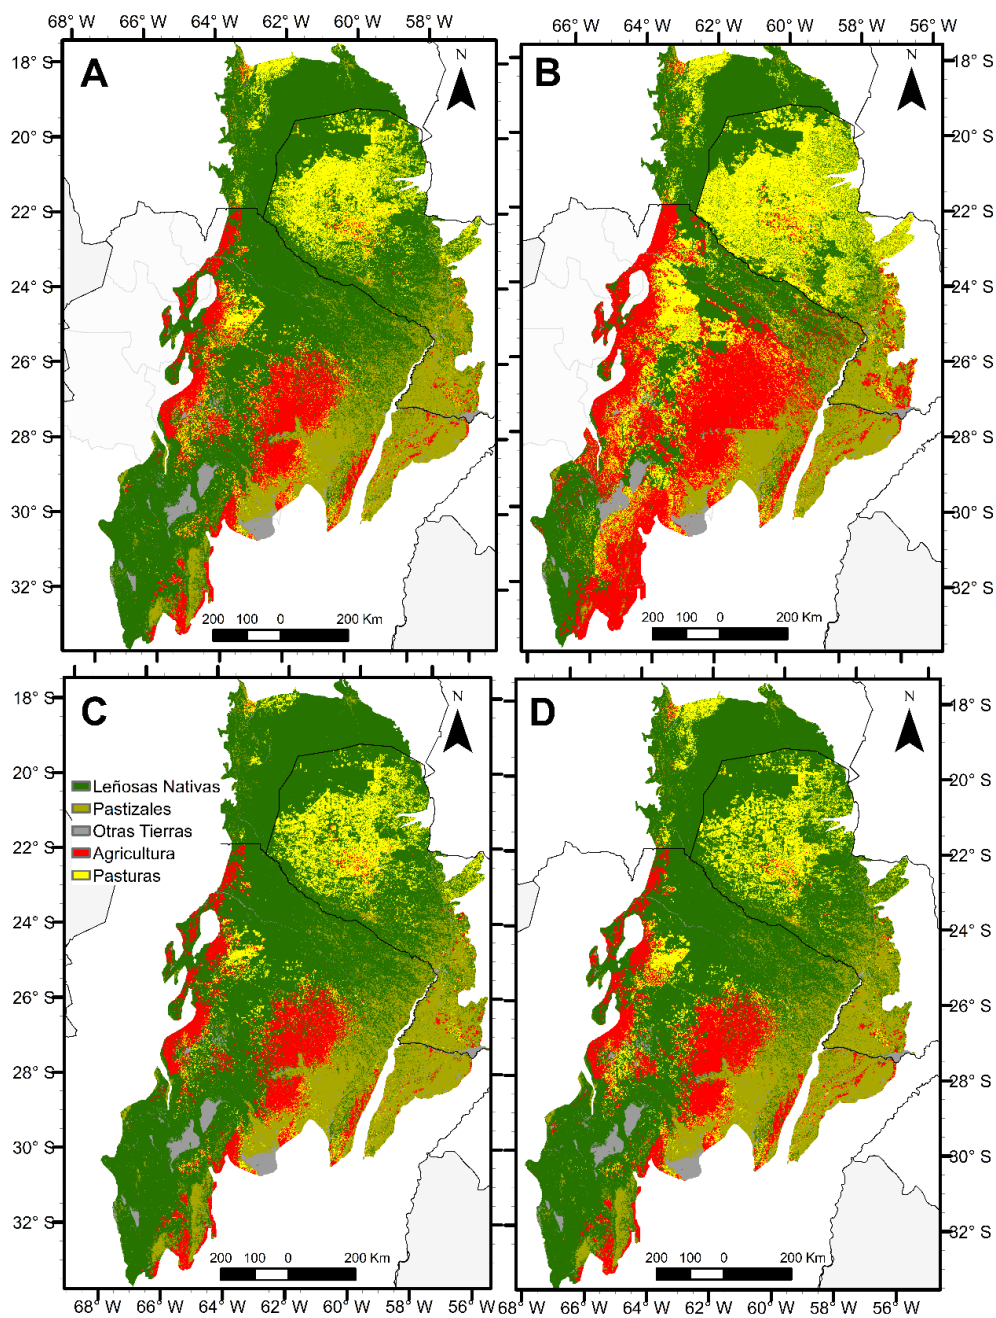 68° W 66° W 64° W 62° W 60° W 58° W
66° W 64° W 62° W 60° W 58° W 56° W
A
N
B
N
18° S
18° S
20° S
20° S
22° S
22° S
24° S
24° S
26° S
26° S
28° S
28° S
30° S
30° S
32° S
32° S
200 100 0 200 Km
200 100 0 200 Km
C
N
D
N
18° S
18° S
20° S
20° S
Leñosas Nativas
Pastizales
Otras Tierras
Agricultura
Pasturas
22° S
22° S
24° S
24° S
26° S
26° S
28° S
28° S
30° S
30° S
32° S
32° S
200 100 0 200 Km
200 100 0 200 Km
68° W 66° W 64° W 62° W 60° W 58° W 56° W
68° W 66° W 64° W 62° W 60° W 58° W 56° W